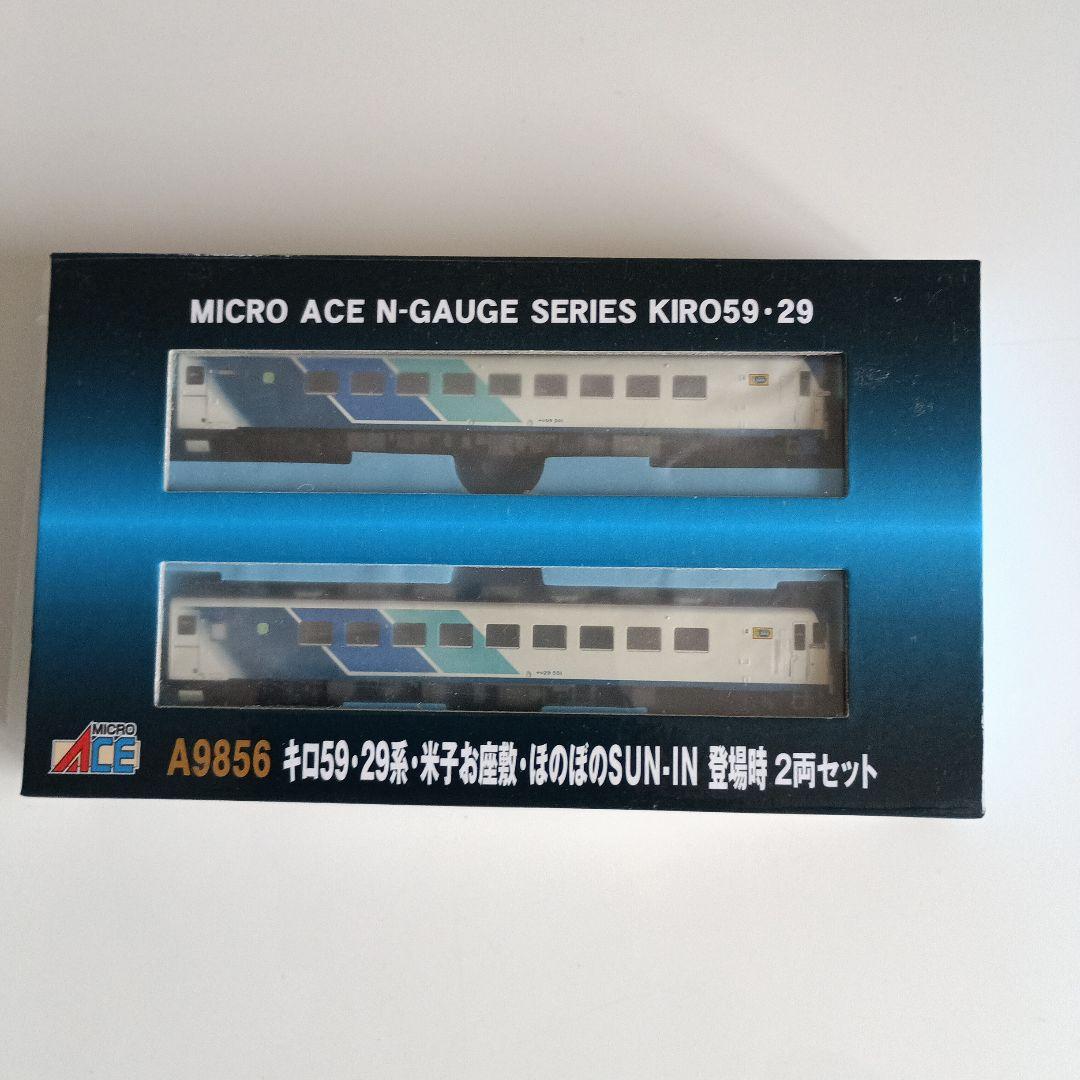 MICRO ACE N-GAUGE SERIES KIRO59・29
MICRO
ACE
A9856 キロ59・29系・米子お座敷・ほのぼのSUN-IN 登場時 2両セット